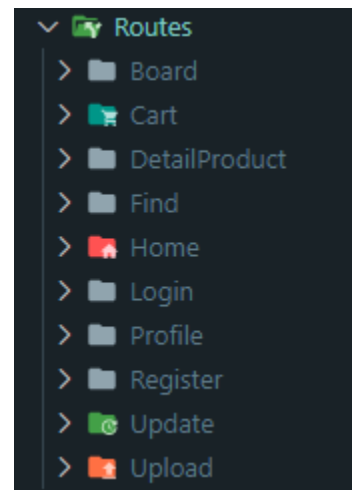 Routes
Board
Cart
DetailProduct
Find
Home
Login
Profile
Register
Update
Upload